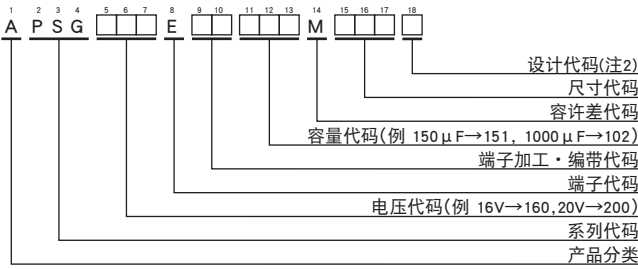 1 2 3 4 5 6 7 8 9 10 11 12 13 14 15 16 17 18
A P S G E M
设计代码(注2)
尺寸代码
容许差代码
容量代码(例 150μF→151, 1000μF→102)
端子加工・编带代码
端子代码
电压代码(例 16V→160,20V→200)
系列代码
产品分类